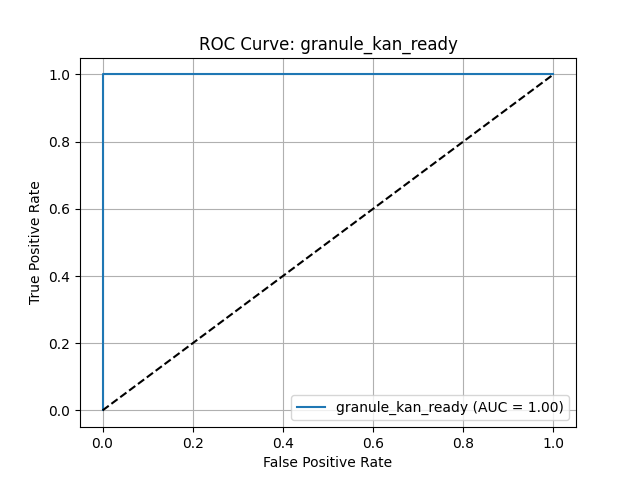 ROC Curve: granule_kan_ready
True Positive Rate
1.0
0.8
0.6
0.4
0.2
0.0
granule_kan_ready (AUC = 1.00)
0.0 0.2 0.4 0.6 0.8 1.0
False Positive Rate